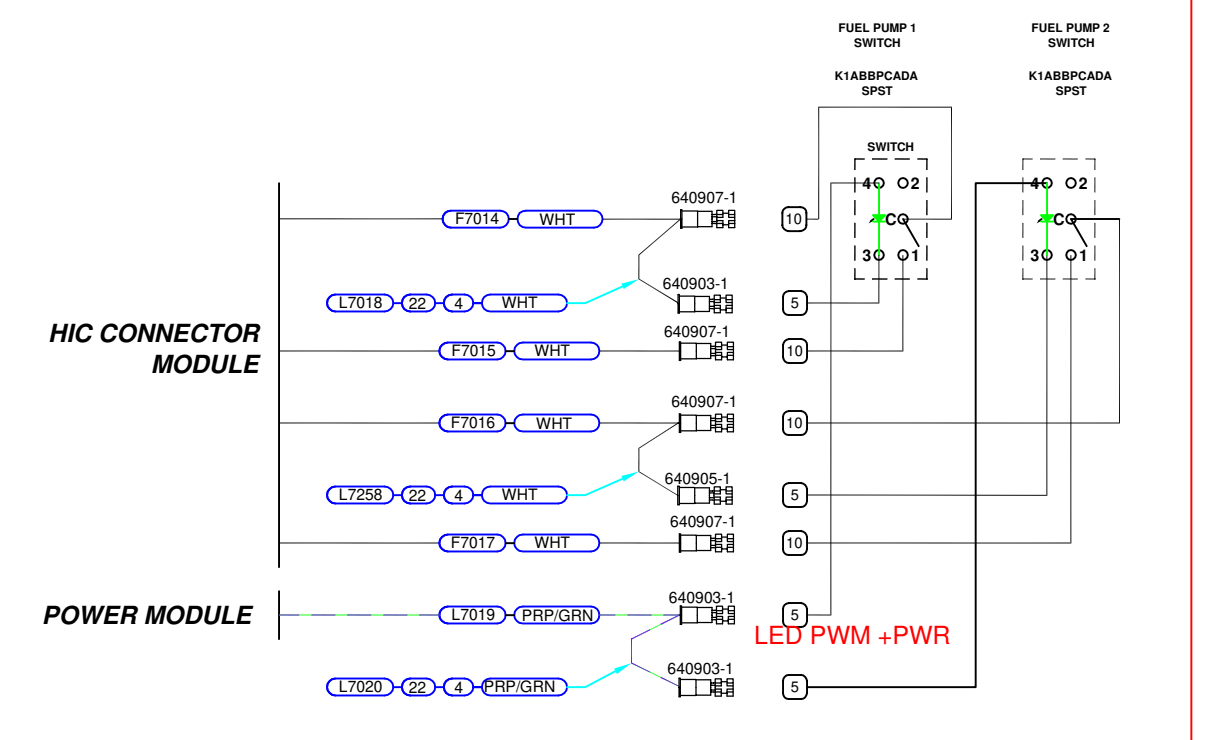 FUEL PUMP 1
SWITCH
K1ABBPCADA
SPST
FUEL PUMP 2
SWITCH
K1ABBPCADA
SPST
SWITCH
4 2
C
3 1
4 2
C
3 1
HIC CONNECTOR
MODULE
F7014 WHT 640907-1 10
L7018 22 4 WHT 640903-1 5
F7015 WHT 640907-1 10
F7016 WHT 640907-1 10
L7258 22 4 WHT 640905-1 5
F7017 WHT 640907-1 10
POWER MODULE
L7019 PRP/GRN 640903-1 5
LED PWM +PWR
L7020 22 4 PRP/GRN 640903-1 5